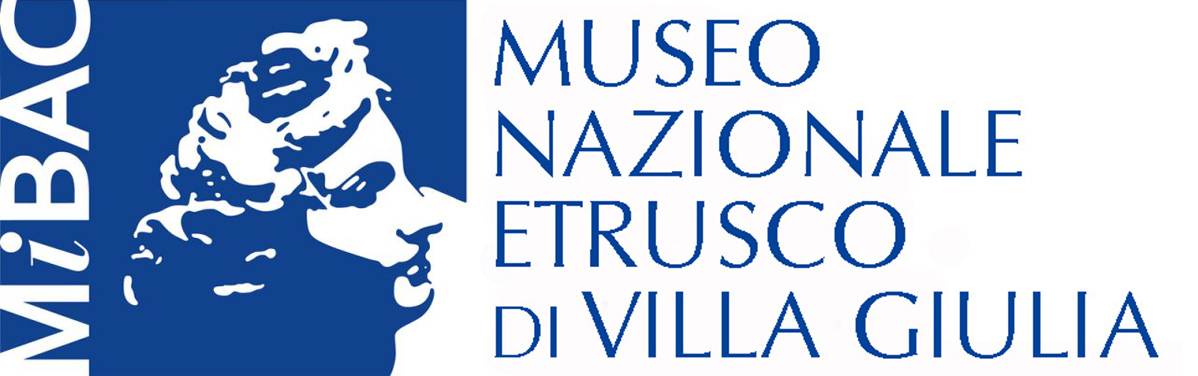 MiBAC
MUSEO
NAZIONALE
ETRUSCO
DI VILLA GIULIA